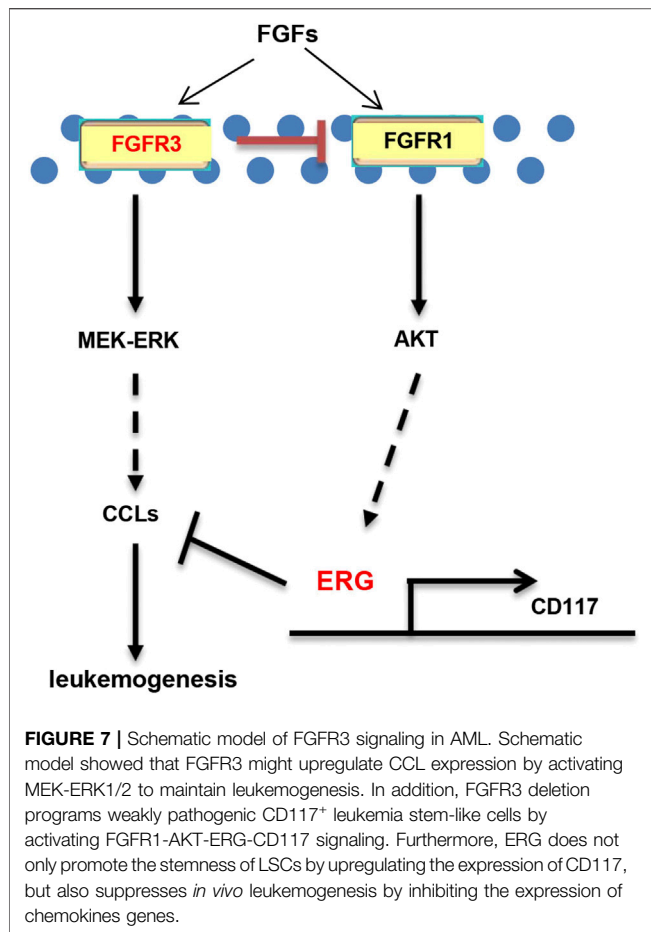 FGFs
FGFR3
FGFR1
MEK-ERK
AKT
CCLs
ERG
CD117
leukemogenesis
FIGURE 7 | Schematic model of FGFR3 signaling in AML. Schematic
model showed that FGFR3 might upregulate CCL expression by activating
MEK-ERK1/2 to maintain leukemogenesis. In addition, FGFR3 deletion
programs weakly pathogenic CD117⁺ leukemia stem-like cells by
activating FGFR1-AKT-ERG-CD117 signaling. Furthermore, ERG does not
only promote the stemness of LSCs by upregulating the expression of CD117,
but also suppresses in vivo leukemogenesis by inhibiting the expression of
chemokines genes.